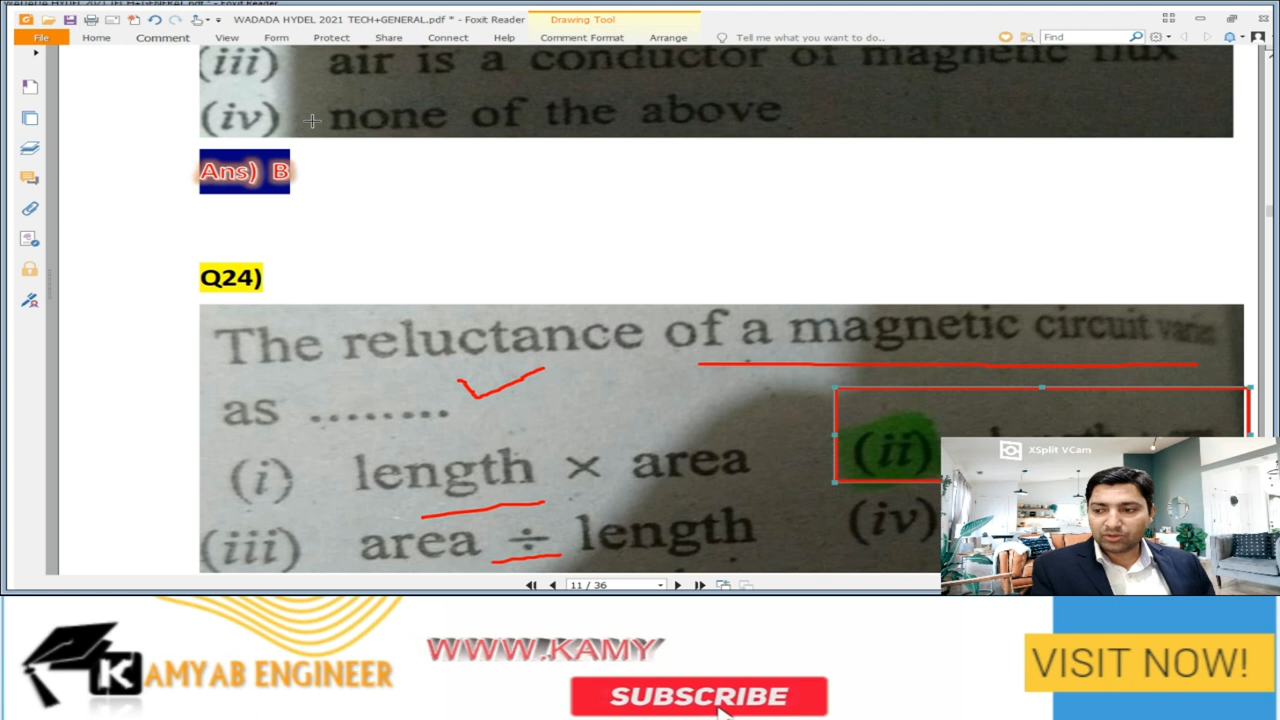 WADADA HYDEL 2021 TECH+GENERAL.pdf * - Foxit Reader
Drawing Tool
File Home Comment View Form Protect Share Connect Help Comment Format Arrange Tell me what you want to do.. Find
(iii) air is a conductor of magnetic flux
(iv) none of the above
Ans) B
Q24)
The reluctance of a magnetic circuit varies
as ........
(i) length × area
(ii)
(iii) area ÷ length
(iv)
XSplit VCam
11 / 36
K AMYAB ENGINEER
WWW.KAMY
SUBSCRIBE
VISIT NOW!